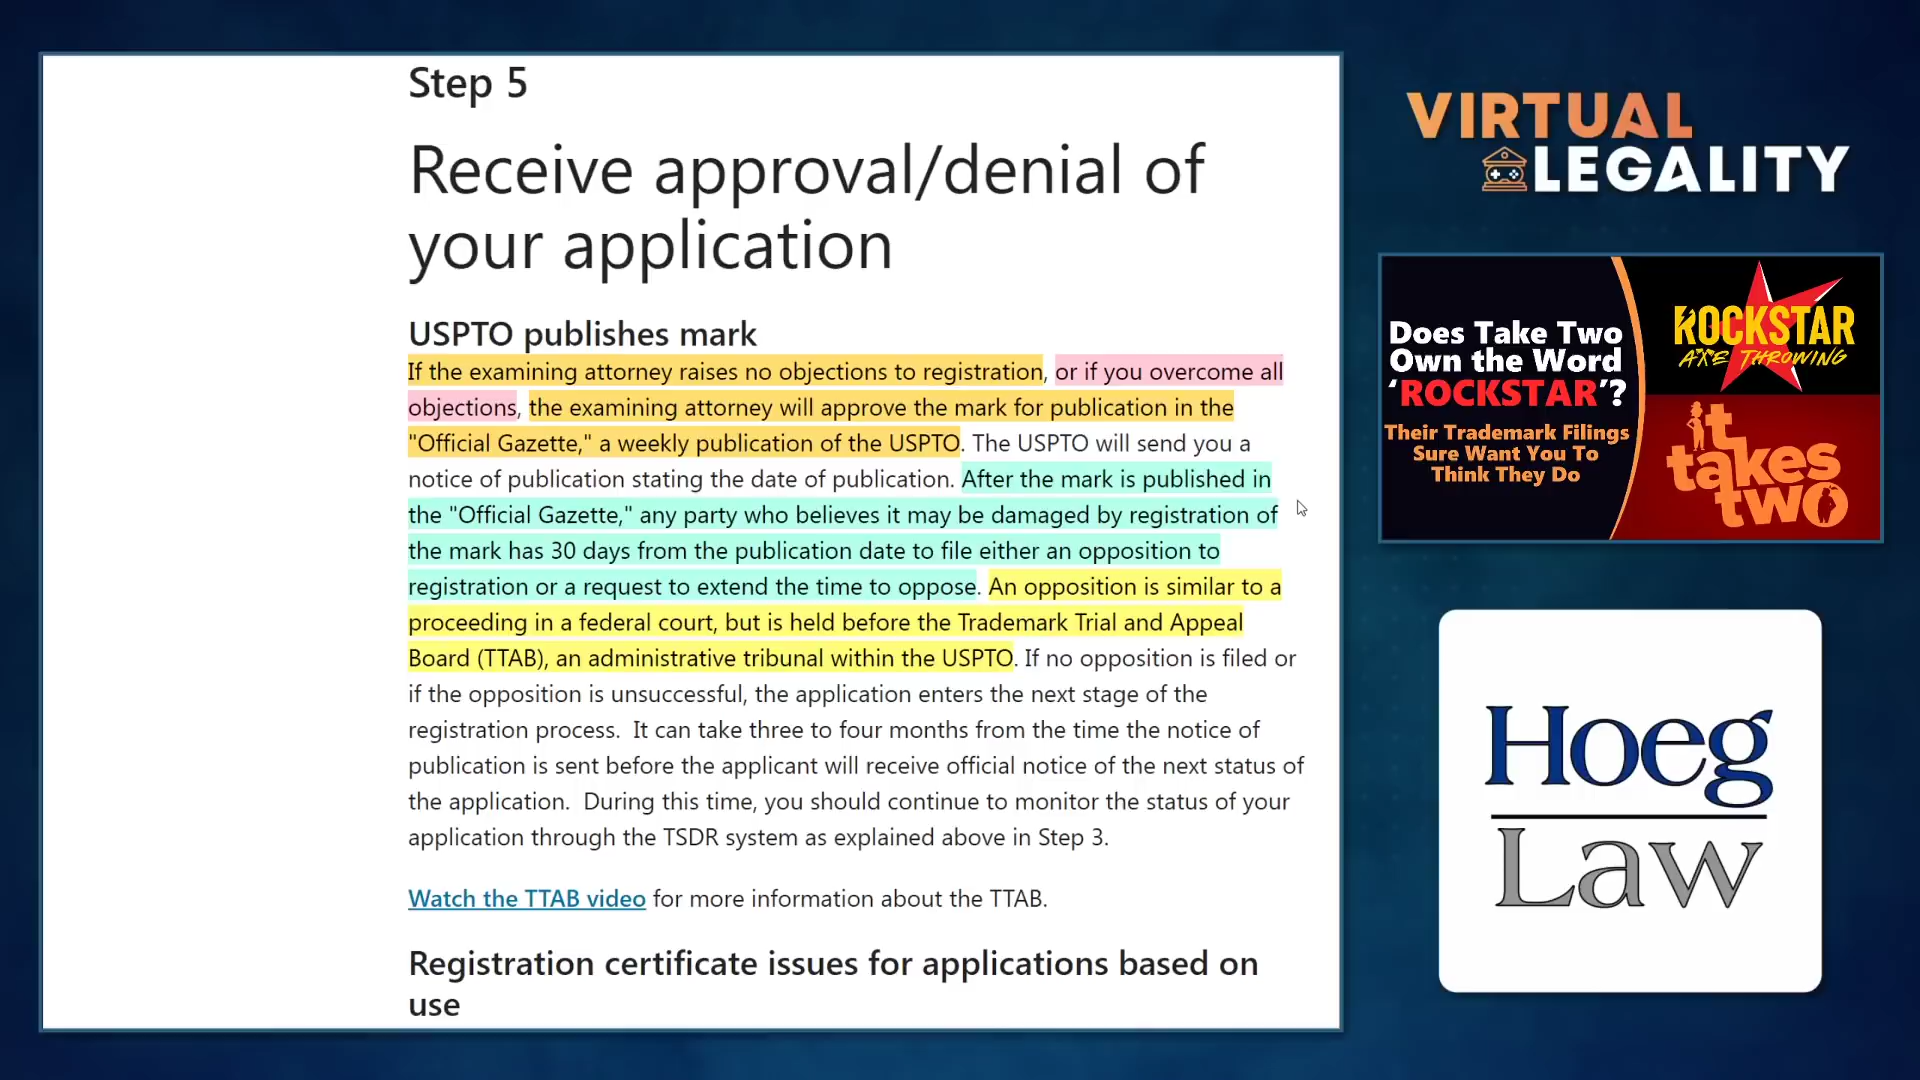 Step 5
Receive approval/denial of
your application
USPTO publishes mark
If the examining attorney raises no objections to registration, or if you overcome all
objections, the examining attorney will approve the mark for publication in the
"Official Gazette," a weekly publication of the USPTO. The USPTO will send you a
notice of publication stating the date of publication. After the mark is published in
the "Official Gazette," any party who believes it may be damaged by registration of
the mark has 30 days from the publication date to file either an opposition to
registration or a request to extend the time to oppose. An opposition is similar to a
proceeding in a federal court, but is held before the Trademark Trial and Appeal
Board (TTAB), an administrative tribunal within the USPTO. If no opposition is filed or
if the opposition is unsuccessful, the application enters the next stage of the
registration process. It can take three to four months from the time the notice of
publication is sent before the applicant will receive official notice of the next status of
the application. During this time, you should continue to monitor the status of your
application through the TSDR system as explained above in Step 3.
Watch the TTAB video for more information about the TTAB.
Registration certificate issues for applications based on
use
VIRTUAL
LEGALITY
Does Take Two
Own the Word
‘ROCKSTAR’?
Their Trademark Filings
Sure Want You To
Think They Do
ROCKSTAR
AXE THROWING
it
takes
two
Hoeg
Law